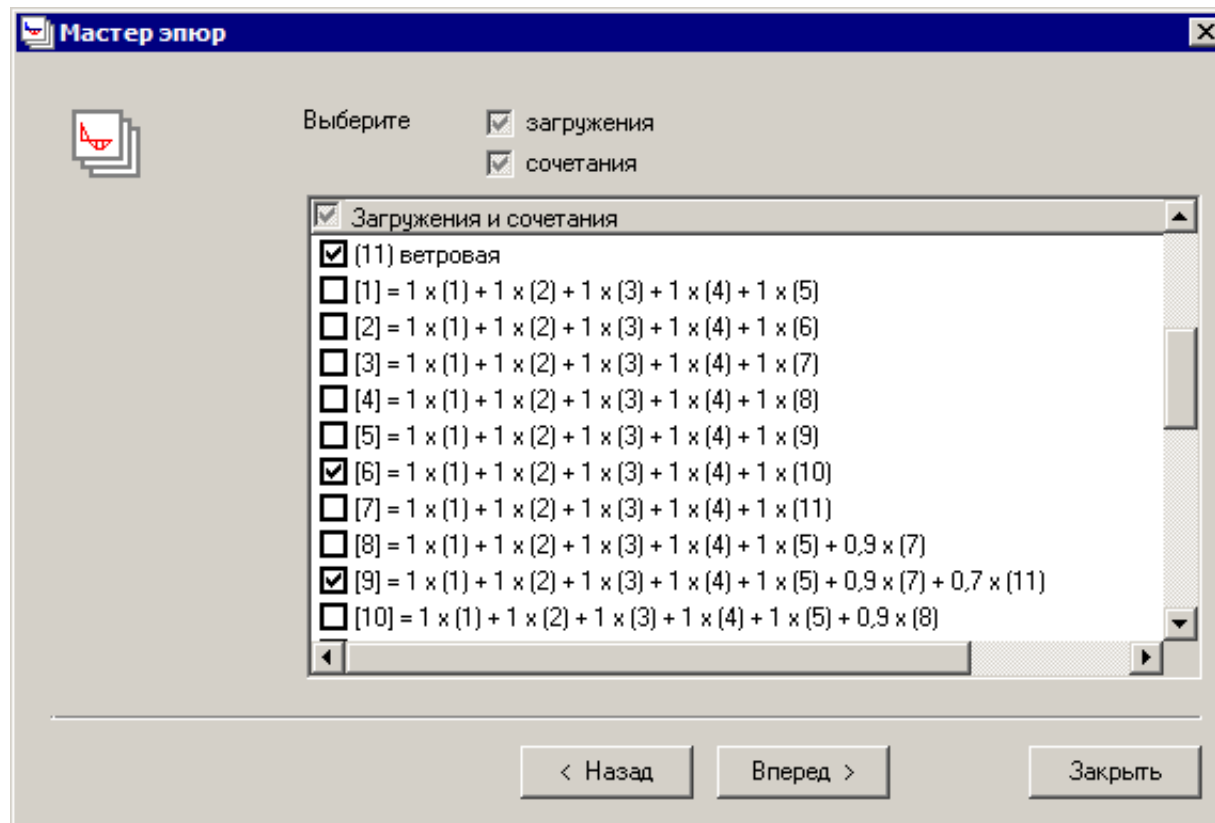 Мастер эпюр
Выберите загружения
сочетания
Загружения и сочетания
(11) ветровая
[1] = 1 x (1) + 1 x (2) + 1 x (3) + 1 x (4) + 1 x (5)
[2] = 1 x (1) + 1 x (2) + 1 x (3) + 1 x (4) + 1 x (6)
[3] = 1 x (1) + 1 x (2) + 1 x (3) + 1 x (4) + 1 x (7)
[4] = 1 x (1) + 1 x (2) + 1 x (3) + 1 x (4) + 1 x (8)
[5] = 1 x (1) + 1 x (2) + 1 x (3) + 1 x (4) + 1 x (9)
[6] = 1 x (1) + 1 x (2) + 1 x (3) + 1 x (4) + 1 x (10)
[7] = 1 x (1) + 1 x (2) + 1 x (3) + 1 x (4) + 1 x (11)
[8] = 1 x (1) + 1 x (2) + 1 x (3) + 1 x (4) + 1 x (5) + 0,9 x (7)
[9] = 1 x (1) + 1 x (2) + 1 x (3) + 1 x (4) + 1 x (5) + 0,9 x (7) + 0,7 x (11)
[10] = 1 x (1) + 1 x (2) + 1 x (3) + 1 x (4) + 1 x (5) + 0,9 x (8)
< Назад Вперед > Закрыть